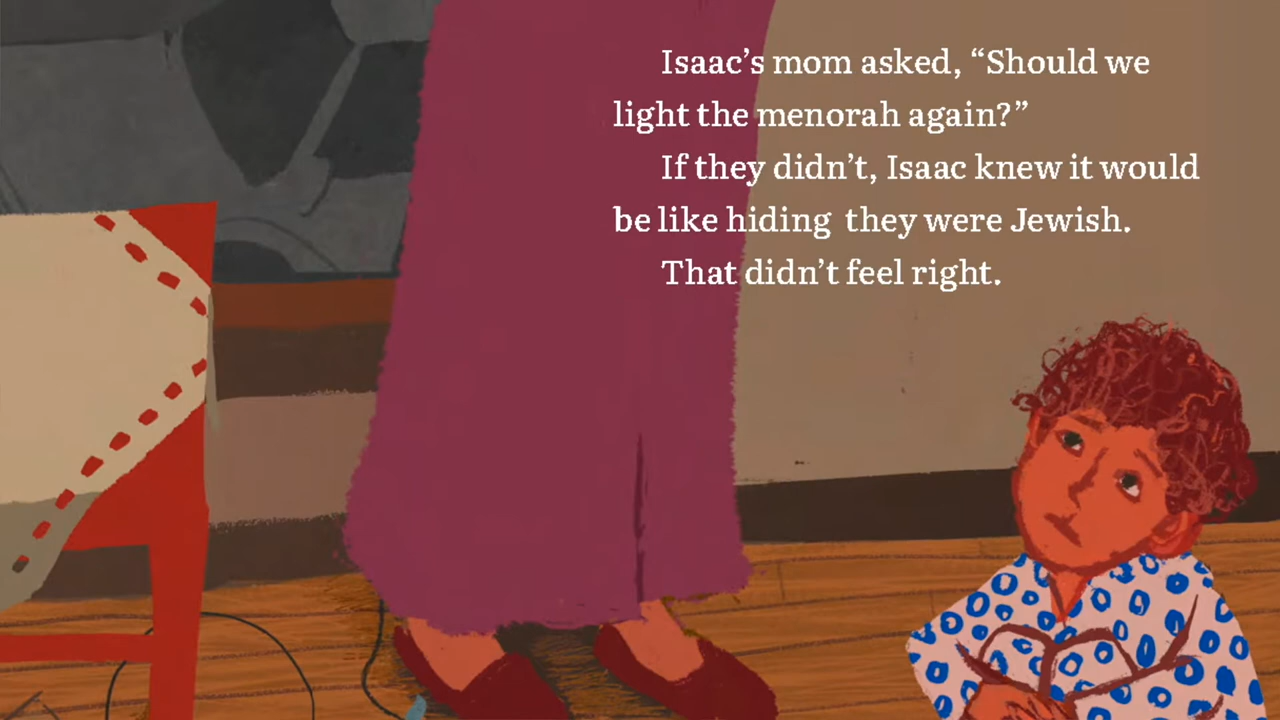 Isaac’s mom asked, “Should we
light the menorah again?”
If they didn’t, Isaac knew it would
be like hiding they were Jewish.
That didn’t feel right.